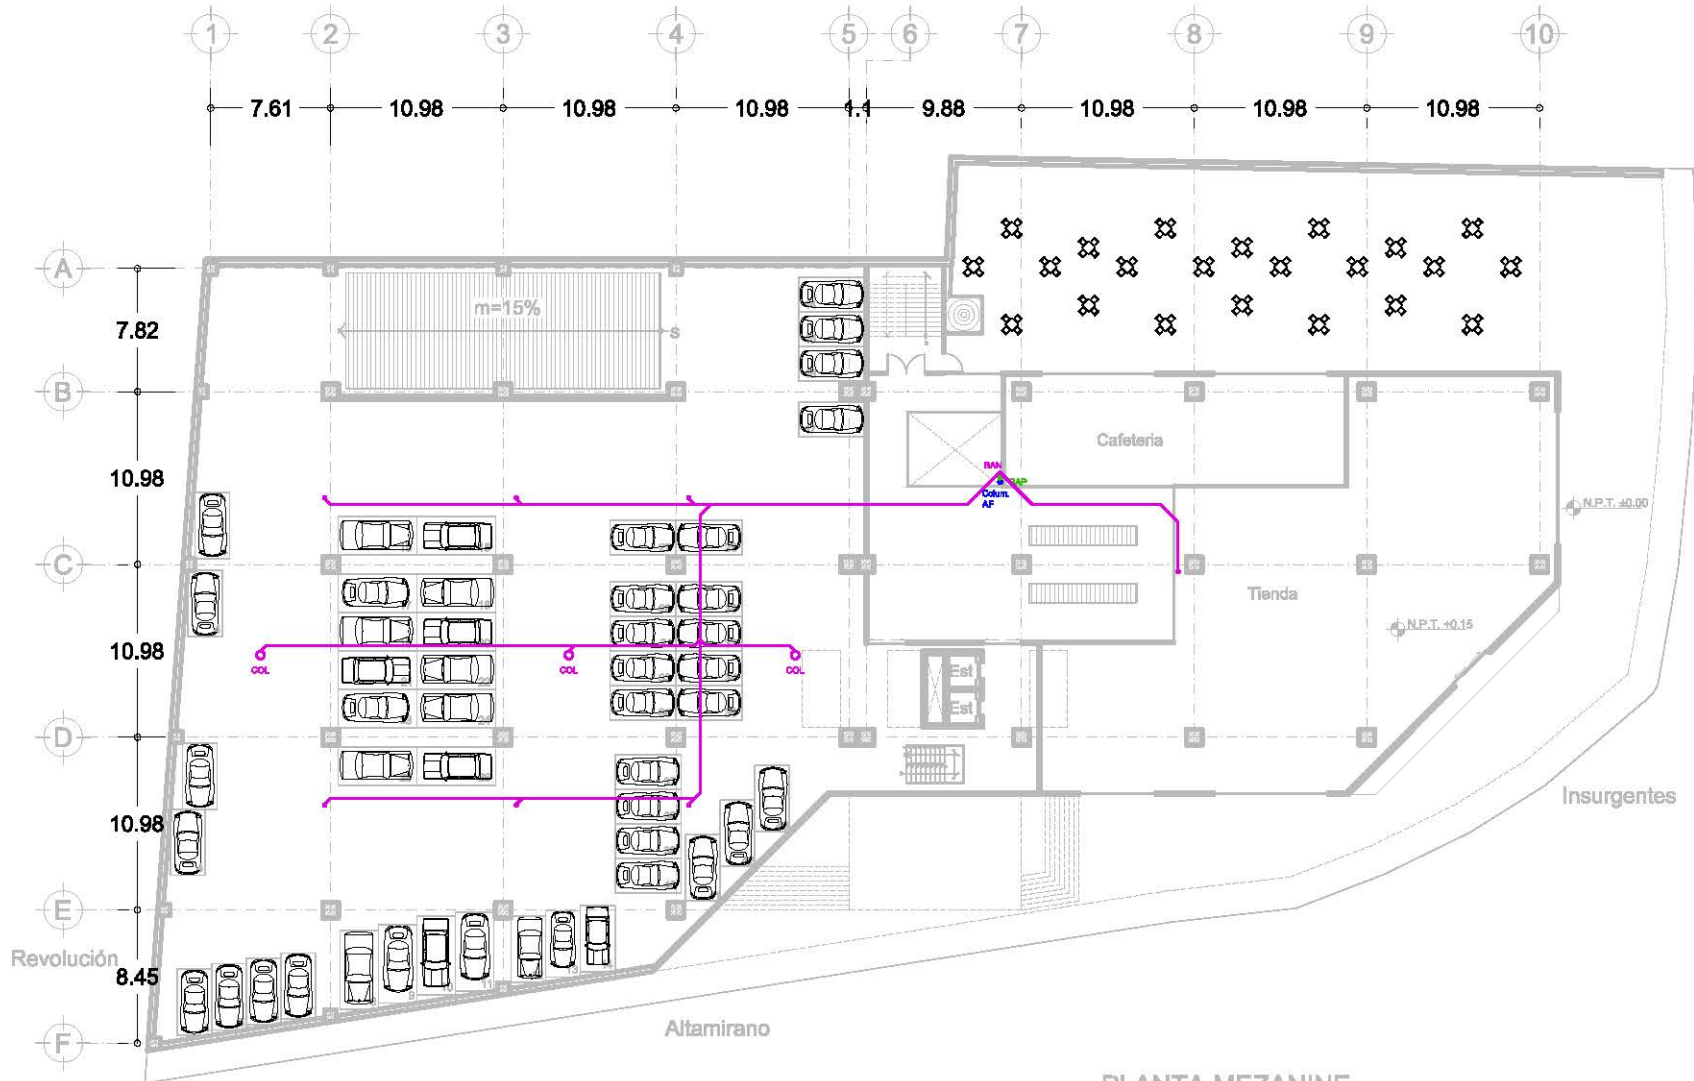 1 2 3 4 5 6 7 8 9 10
7.61 10.98 10.98 10.98 1.1 9.88 10.98 10.98 10.98
A
m=15%
S
7.82
B
Cafeteria
10.98
BAN
BAP
Colum.
AF
N.P.T. ±0.00
C
Tienda
N.P.T. +0.15
10.98
COL COL COL
Est
Est
D
Insurgentes
10.98
E
Revolución
8.45
Altamirano
F
PLANTA MEZANINE